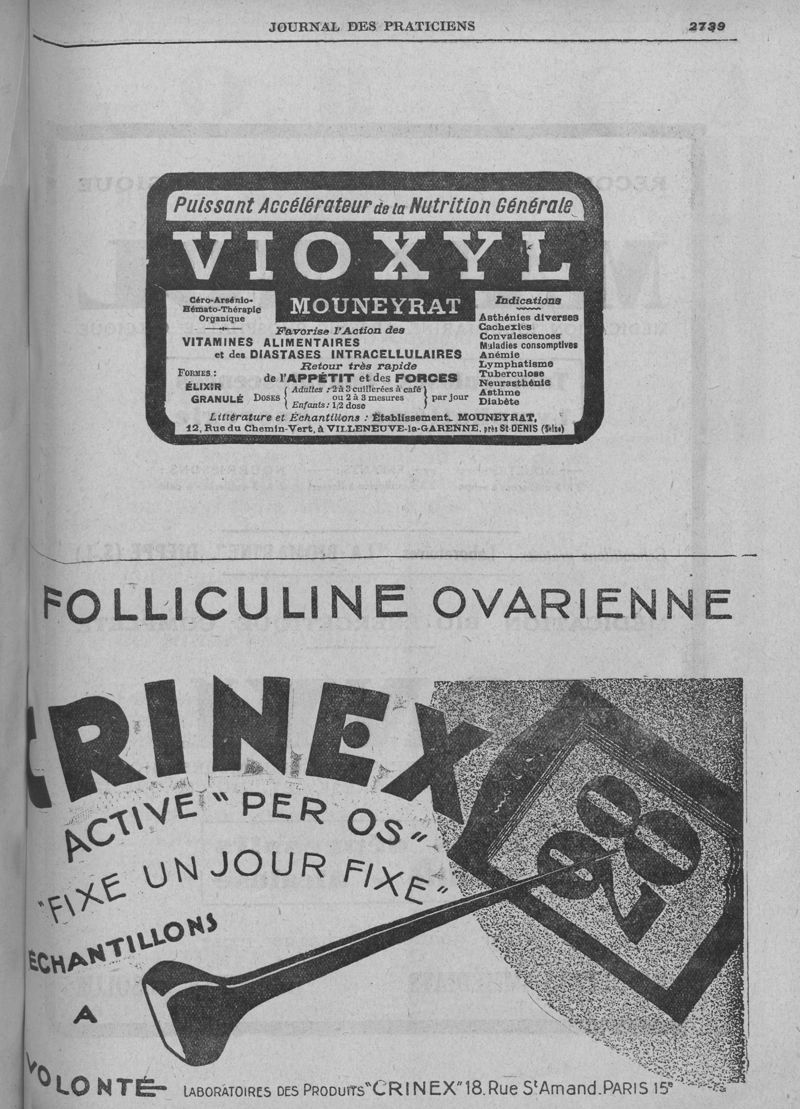 JOURNAL DES PRATICIENS 2739
Puissant Accélérateur de la Nutrition Générale
VIOXYL
MOUNEYRAT
Céro-Arsénio-
Hémato-Thérapie
Organique
Favorise l'Action des
VITAMINES ALIMENTAIRES
et des DIASTASES INTRACELLULAIRES
Retour très rapide
de l'APPÉTIT et des FORCES
FORMES :
ÉLIXIR
GRANULÉ
DOSES
Adultes : 2 à 3 cuillerées à café
ou 2 à 3 mesures
Enfants : 1/2 dose
par jour
Indications
Asthénies diverses
Cachexies
Convalescences
Maladies consomptives
Anémie
Lymphatisme
Tuberculose
Neurasthénie
Asthme
Diabète
Littérature et Echantillons : Établissement MOUNEYRAT,
12, Rue du Chemin-Vert, à VILLENEUVE-la-GARENNE, près St-DENIS (Seine)
FOLLICULINE OVARIENNE
CRINEX
ACTIVE "PER OS"
"FIXE UN JOUR FIXE"
ÉCHANTILLONS
A
VOLONTÉ
28
LABORATOIRES DES PRODUITS "CRINEX" 18. Rue St Amand. PARIS 15e